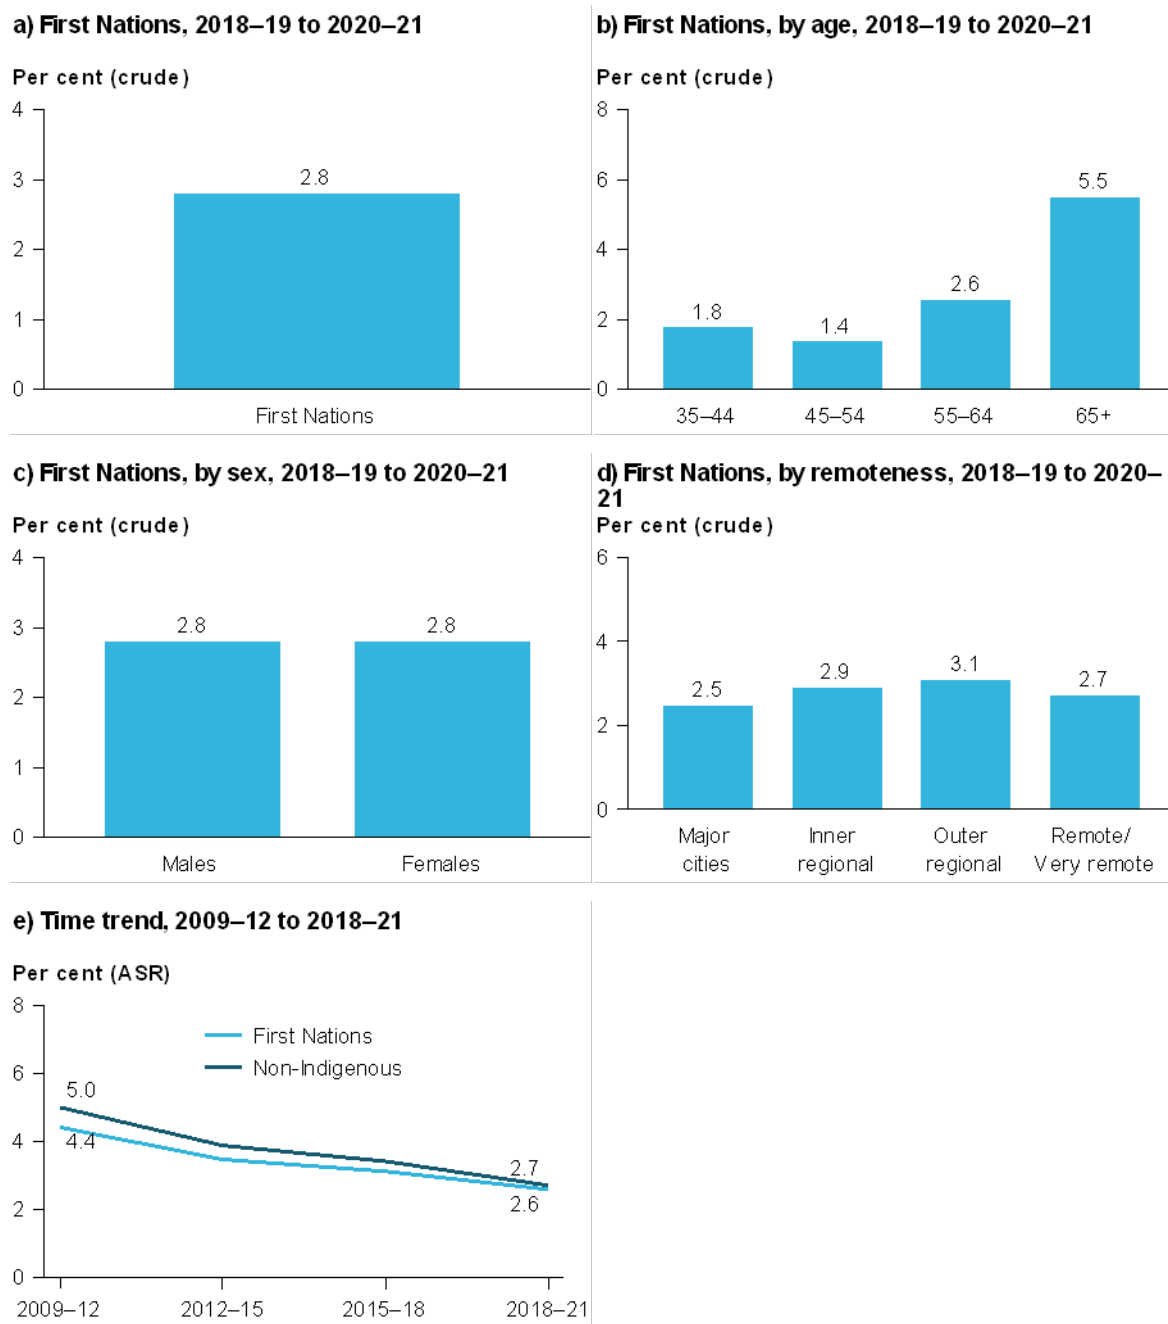 a) First Nations, 2018–19 to 2020–21
Per cent (crude)
4
3
2
1
0
2.8
First Nations
b) First Nations, by age, 2018–19 to 2020–21
Per cent (crude)
8
6
4
2
0
1.8
1.4
2.6
5.5
35–44
45–54
55–64
65+
c) First Nations, by sex, 2018–19 to 2020–21
Per cent (crude)
4
3
2
1
0
2.8
2.8
Males
Females
d) First Nations, by remoteness, 2018–19 to 2020–
21
Per cent (crude)
6
4
2
0
2.5
2.9
3.1
2.7
Major
cities
Inner
regional
Outer
regional
Remote/
Very remote
e) Time trend, 2009–12 to 2018–21
Per cent (ASR)
8
6
4
2
0
First Nations
Non-Indigenous
5.0
4.4
2.7
2.6
2009–12
2012–15
2015–18
2018–21